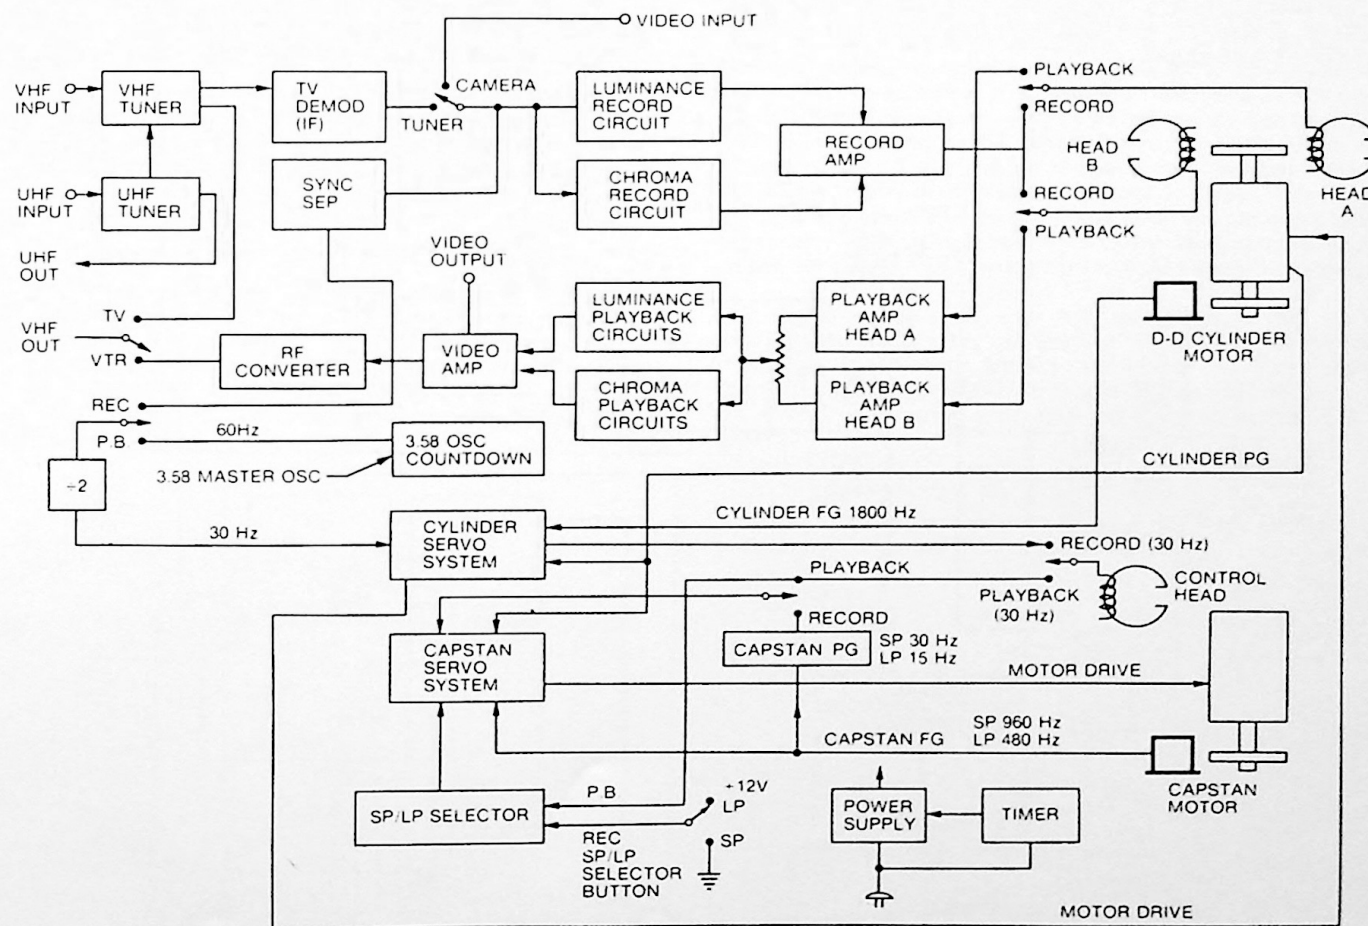 VIDEO INPUT
VHF
INPUT
VHF
TUNER
TV
DEMOD
(IF)
CAMERA
TUNER
LUMINANCE
RECORD
CIRCUIT
RECORD
AMP
PLAYBACK
RECORD
HEAD
B
HEAD
A
UHF
INPUT
UHF
TUNER
SYNC
SEP
CHROMA
RECORD
CIRCUIT
RECORD
PLAYBACK
UHF
OUT
VIDEO
OUTPUT
TV
VHF
OUT
VTR
RF
CONVERTER
VIDEO
AMP
LUMINANCE
PLAYBACK
CIRCUITS
PLAYBACK
AMP
HEAD A
D-D CYLINDER
MOTOR
CHROMA
PLAYBACK
CIRCUITS
PLAYBACK
AMP
HEAD B
REC
P.B.
60Hz
3.58 OSC
COUNTDOWN
3.58 MASTER OSC
÷2
CYLINDER PG
30 Hz
CYLINDER
SERVO
SYSTEM
CYLINDER FG 1800 Hz
RECORD (30 Hz)
PLAYBACK
PLAYBACK
(30 Hz)
CONTROL
HEAD
RECORD
CAPSTAN
SERVO
SYSTEM
CAPSTAN PG
SP 30 Hz
LP 15 Hz
MOTOR DRIVE
SP 960 Hz
LP 480 Hz
CAPSTAN FG
CAPSTAN
MOTOR
SP/LP SELECTOR
P.B
+12V
LP
SP
REC
SP/LP
SELECTOR
BUTTON
POWER
SUPPLY
TIMER
MOTOR DRIVE